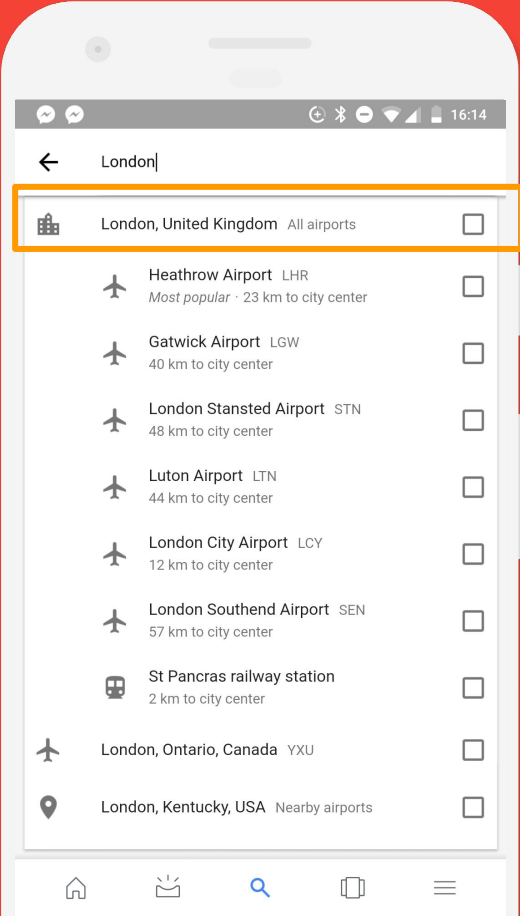 16:14
London
London, United Kingdom All airports
Heathrow Airport LHR
Most popular · 23 km to city center
Gatwick Airport LGW
40 km to city center
London Stansted Airport STN
48 km to city center
Luton Airport LTN
44 km to city center
London City Airport LCY
12 km to city center
London Southend Airport SEN
57 km to city center
St Pancras railway station
2 km to city center
London, Ontario, Canada YXU
London, Kentucky, USA Nearby airports